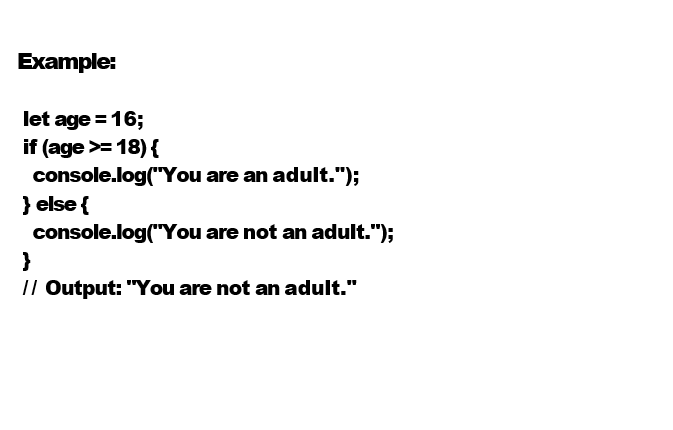 Example:
let age = 16;
if (age >= 18) {
console.log("You are an adult.");
} else {
console.log("You are not an adult.");
}
// Output: "You are not an adult."